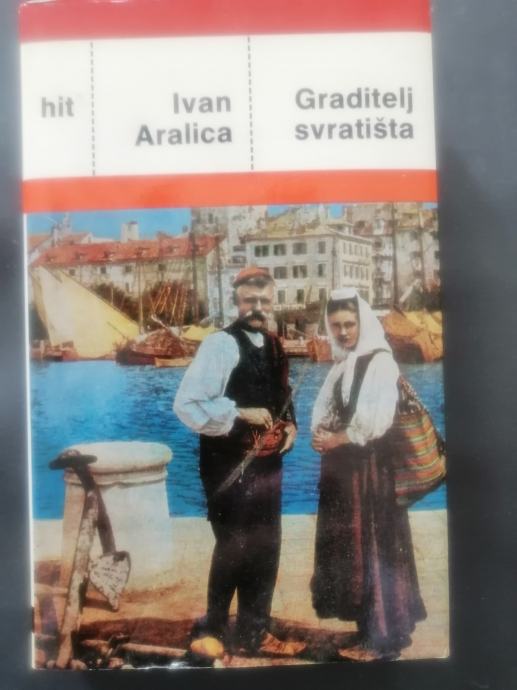 hit
Ivan
Aralica
Graditelj
svratišta